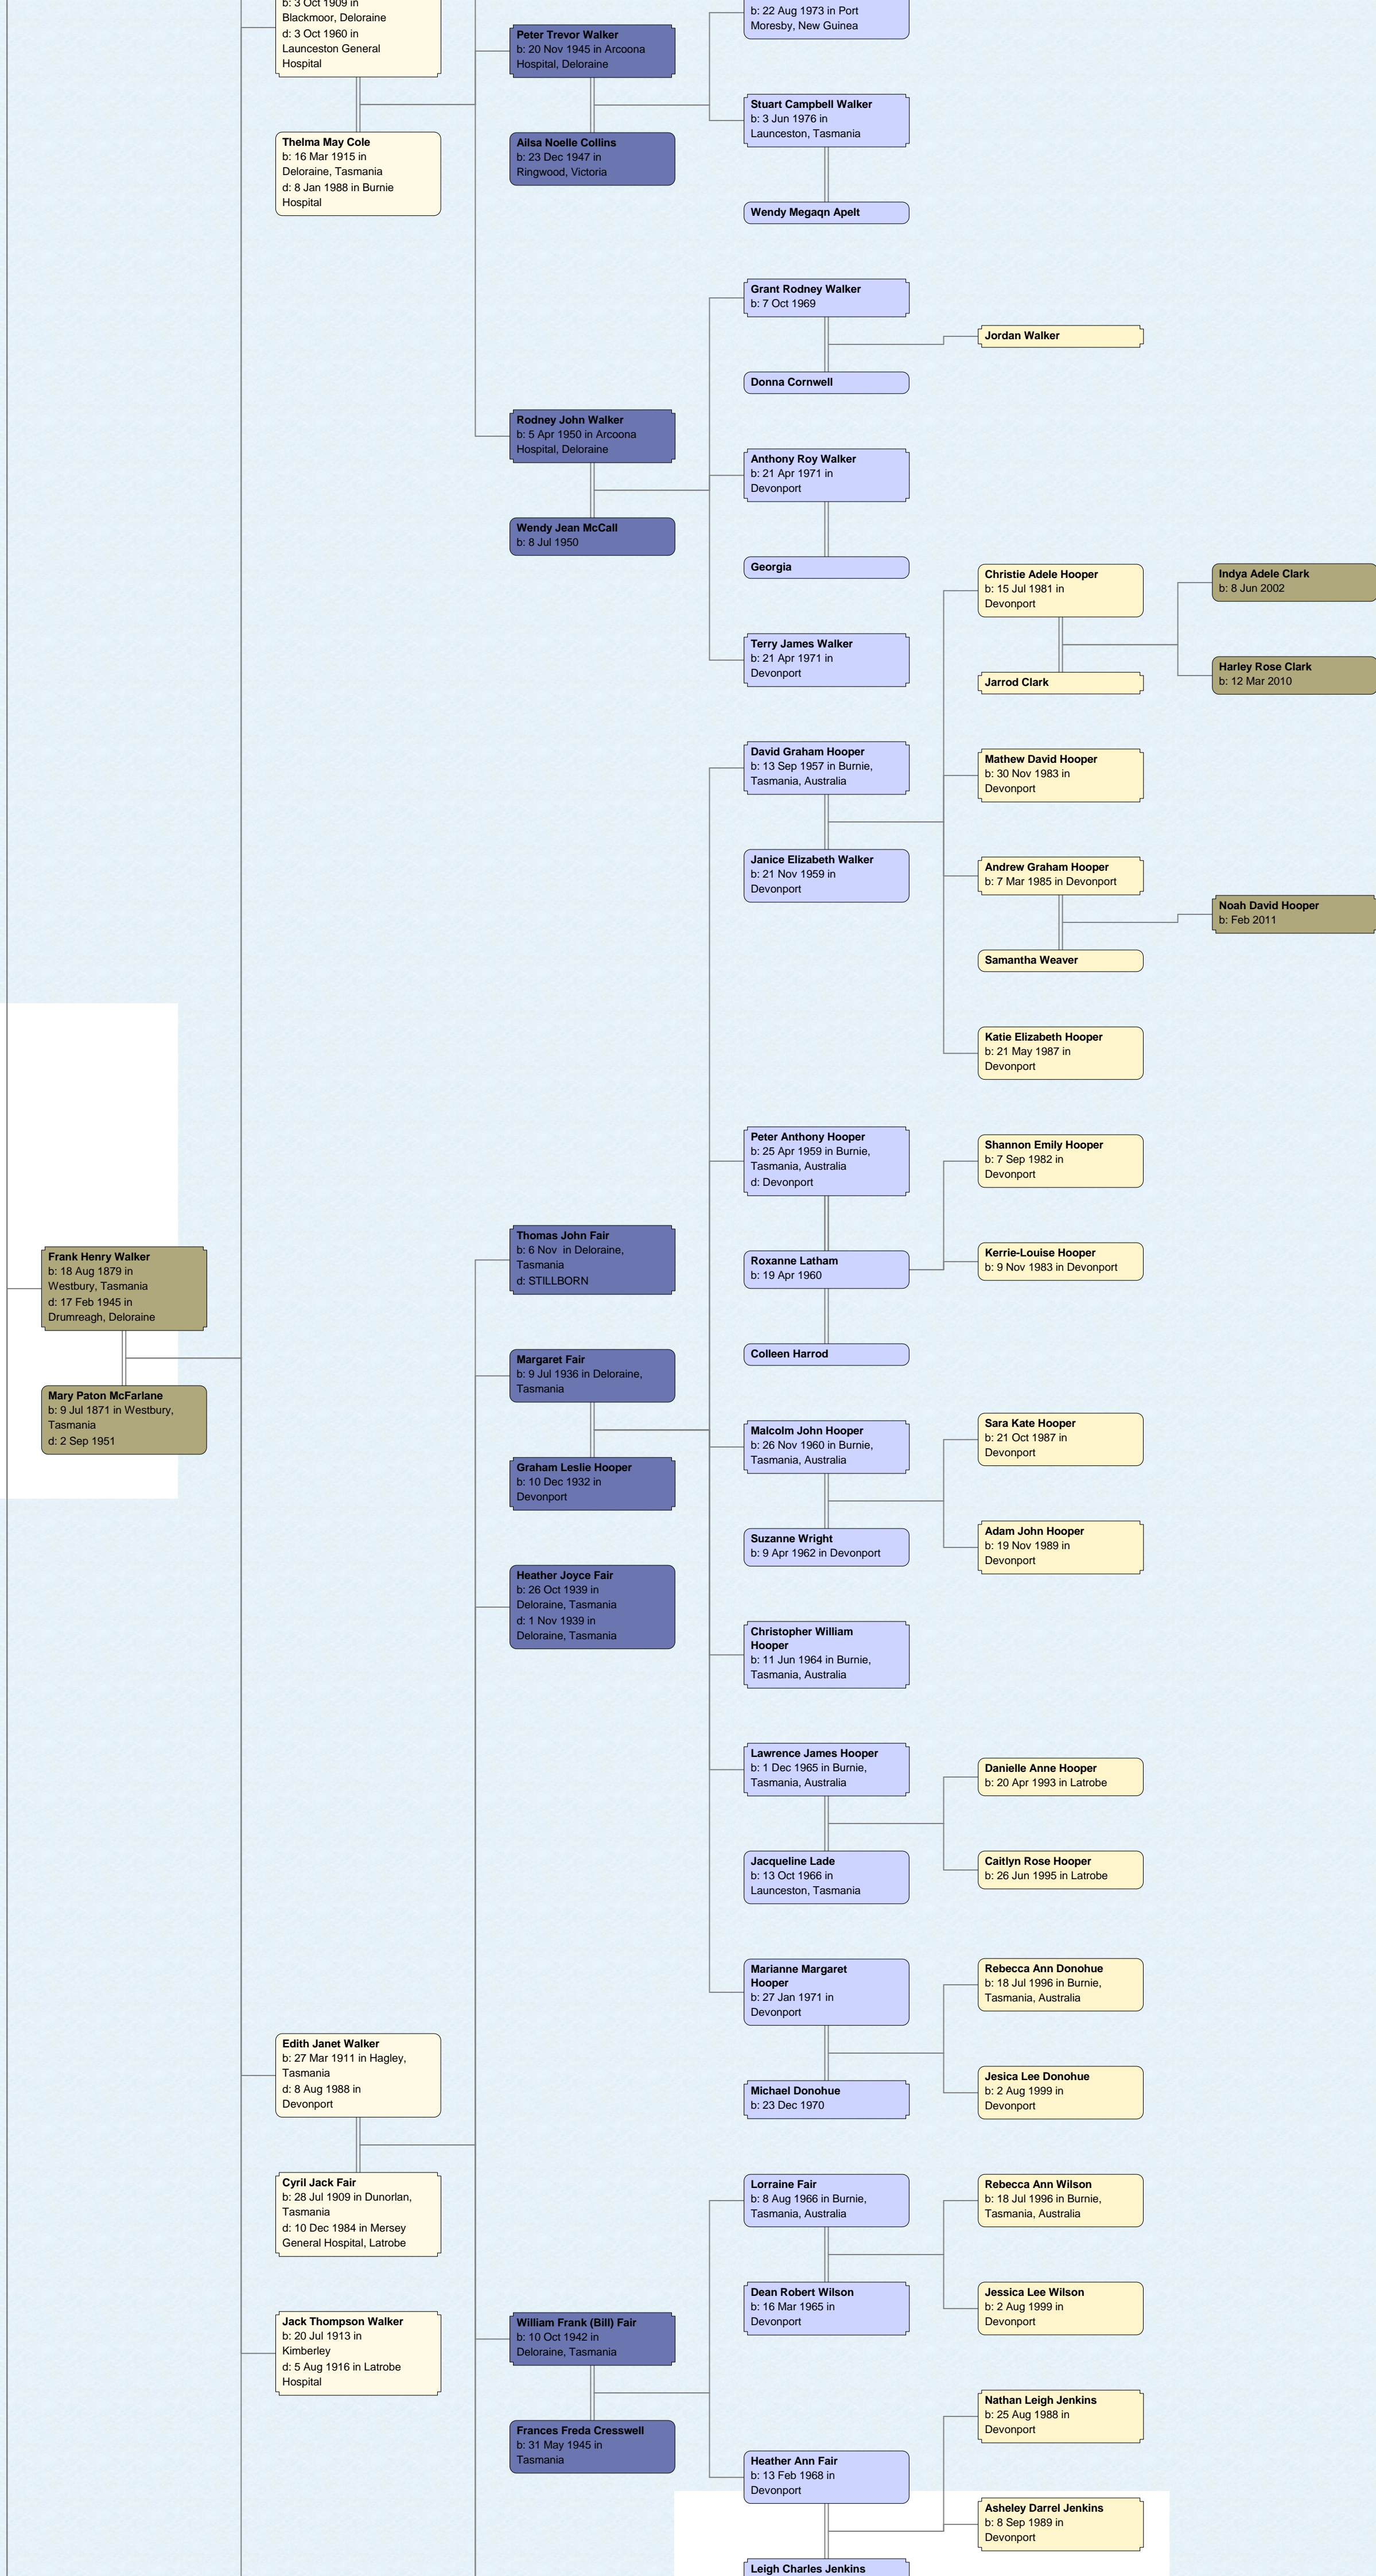 b: 3 Oct 1909 in
Blackmoor, Deloraine
d: 3 Oct 1960 in
Launceston General
Hospital
Thelma May Cole
b: 16 Mar 1915 in
Deloraine, Tasmania
d: 8 Jan 1988 in Burnie
Hospital
Peter Trevor Walker
b: 20 Nov 1945 in Arcoona
Hospital, Deloraine
Ailsa Noelle Collins
b: 23 Dec 1947 in
Ringwood, Victoria
b: 22 Aug 1973 in Port
Moresby, New Guinea
Stuart Campbell Walker
b: 3 Jun 1976 in
Launceston, Tasmania
Wendy Megaqn Apelt
Grant Rodney Walker
b: 7 Oct 1969
Donna Cornwell
Jordan Walker
Rodney John Walker
b: 5 Apr 1950 in Arcoona
Hospital, Deloraine
Wendy Jean McCall
b: 8 Jul 1950
Anthony Roy Walker
b: 21 Apr 1971 in
Devonport
Georgia
Terry James Walker
b: 21 Apr 1971 in
Devonport
Christie Adele Hooper
b: 15 Jul 1981 in
Devonport
Jarrod Clark
Indya Adele Clark
b: 8 Jun 2002
Harley Rose Clark
b: 12 Mar 2010
David Graham Hooper
b: 13 Sep 1957 in Burnie,
Tasmania, Australia
Janice Elizabeth Walker
b: 21 Nov 1959 in
Devonport
Mathew David Hooper
b: 30 Nov 1983 in
Devonport
Andrew Graham Hooper
b: 7 Mar 1985 in Devonport
Samantha Weaver
Noah David Hooper
b: Feb 2011
Katie Elizabeth Hooper
b: 21 May 1987 in
Devonport
Peter Anthony Hooper
b: 25 Apr 1959 in Burnie,
Tasmania, Australia
d: Devonport
Roxanne Latham
b: 19 Apr 1960
Colleen Harrod
Shannon Emily Hooper
b: 7 Sep 1982 in
Devonport
Kerrie-Louise Hooper
b: 9 Nov 1983 in Devonport
Frank Henry Walker
b: 18 Aug 1879 in
Westbury, Tasmania
d: 17 Feb 1945 in
Drumreagh, Deloraine
Mary Paton McFarlane
b: 9 Jul 1871 in Westbury,
Tasmania
d: 2 Sep 1951
Thomas John Fair
b: 6 Nov  in Deloraine,
Tasmania
d: STILLBORN
Margaret Fair
b: 9 Jul 1936 in Deloraine,
Tasmania
Graham Leslie Hooper
b: 10 Dec 1932 in
Devonport
Heather Joyce Fair
b: 26 Oct 1939 in
Deloraine, Tasmania
d: 1 Nov 1939 in
Deloraine, Tasmania
Malcolm John Hooper
b: 26 Nov 1960 in Burnie,
Tasmania, Australia
Suzanne Wright
b: 9 Apr 1962 in Devonport
Sara Kate Hooper
b: 21 Oct 1987 in
Devonport
Adam John Hooper
b: 19 Nov 1989 in
Devonport
Christopher William
Hooper
b: 11 Jun 1964 in Burnie,
Tasmania, Australia
Lawrence James Hooper
b: 1 Dec 1965 in Burnie,
Tasmania, Australia
Jacqueline Lade
b: 13 Oct 1966 in
Launceston, Tasmania
Danielle Anne Hooper
b: 20 Apr 1993 in Latrobe
Caitlyn Rose Hooper
b: 26 Jun 1995 in Latrobe
Marianne Margaret
Hooper
b: 27 Jan 1971 in
Devonport
Michael Donohue
b: 23 Dec 1970
Rebecca Ann Donohue
b: 18 Jul 1996 in Burnie,
Tasmania, Australia
Jesica Lee Donohue
b: 2 Aug 1999 in
Devonport
Edith Janet Walker
b: 27 Mar 1911 in Hagley,
Tasmania
d: 8 Aug 1988 in
Devonport
Cyril Jack Fair
b: 28 Jul 1909 in Dunorlan,
Tasmania
d: 10 Dec 1984 in Mersey
General Hospital, Latrobe
Jack Thompson Walker
b: 20 Jul 1913 in
Kimberley
d: 5 Aug 1916 in Latrobe
Hospital
William Frank (Bill) Fair
b: 10 Oct 1942 in
Deloraine, Tasmania
Frances Freda Cresswell
b: 31 May 1945 in
Tasmania
Lorraine Fair
b: 8 Aug 1966 in Burnie,
Tasmania, Australia
Dean Robert Wilson
b: 16 Mar 1965 in
Devonport
Rebecca Ann Wilson
b: 18 Jul 1996 in Burnie,
Tasmania, Australia
Jessica Lee Wilson
b: 2 Aug 1999 in
Devonport
Heather Ann Fair
b: 13 Feb 1968 in
Devonport
Leigh Charles Jenkins
Nathan Leigh Jenkins
b: 25 Aug 1988 in
Devonport
Asheley Darrel Jenkins
b: 8 Sep 1989 in
Devonport